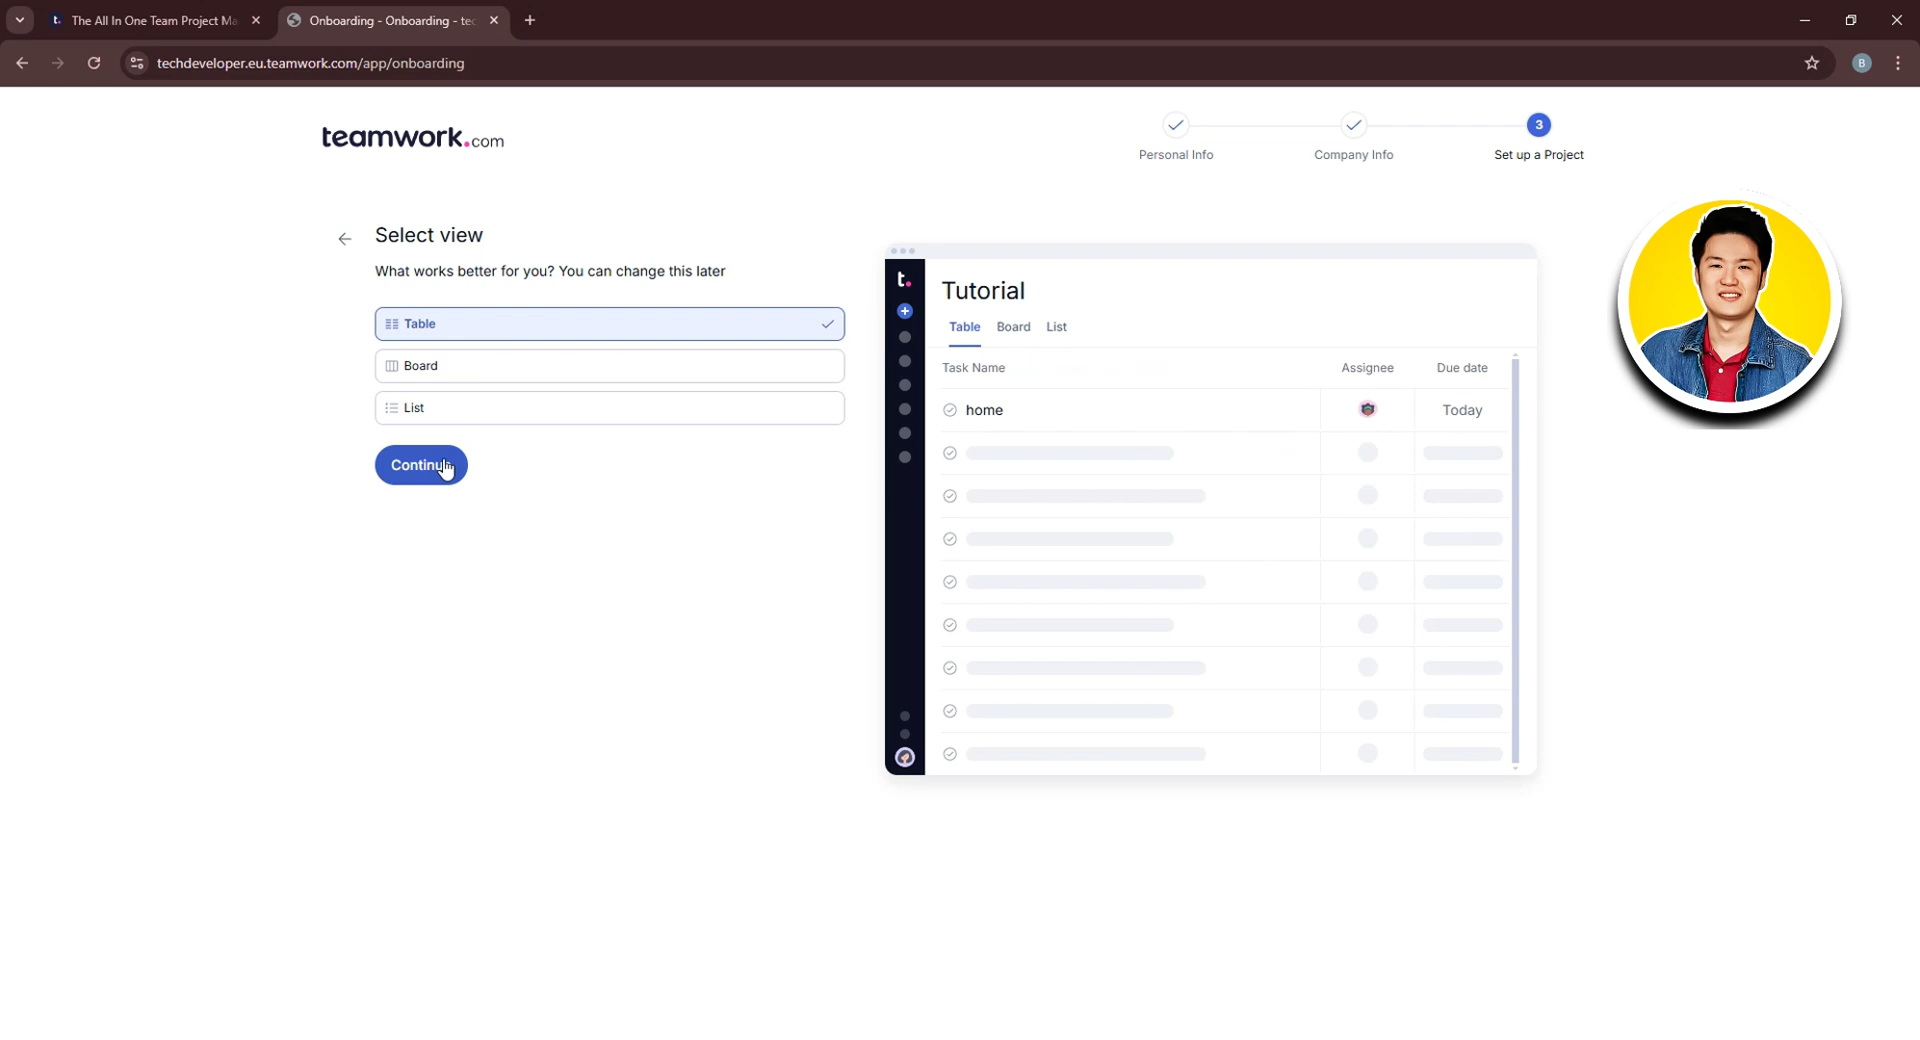 t. The All In One Team Project Ma
Onboarding - Onboarding - tec
techdeveloper.eu.teamwork.com/app/onboarding
B
teamwork.com
3
Personal Info
Company Info
Set up a Project
Select view
What works better for you? You can change this later
Table
Board
List
Continue
t.
Tutorial
Table Board List
Task Name Assignee Due date
home Today